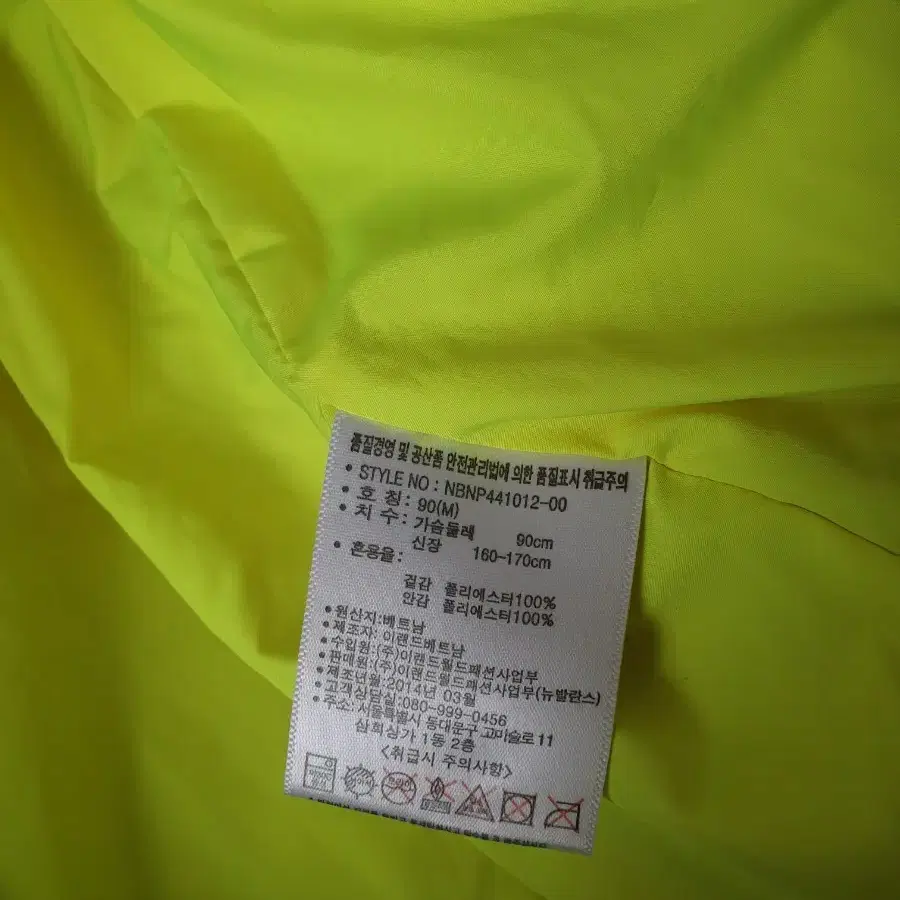 품질경영 및 공산품 안전관리법에 의한 품질표시 취급주의
• STYLE NO : NBNP441012-00
• 호 칭: 90(M)
• 치 수: 가슴둘레 90cm
신장 160-170cm
• 혼용율:
겉감 폴리에스터100%
안감 폴리에스터100%
• 원산지:베트남
• 제조자: 이랜드베트남
• 수입원:(주)이랜드월드패션사업부
• 판매원:(주)이랜드월드패션사업부(뉴발란스)
• 제조년월:2014년 03월
• 고객상담실:080-999-0456
• 주소: 서울특별시 동대문구 고미술로11
삼희상가 1동 2층
<취급시 주의사항>